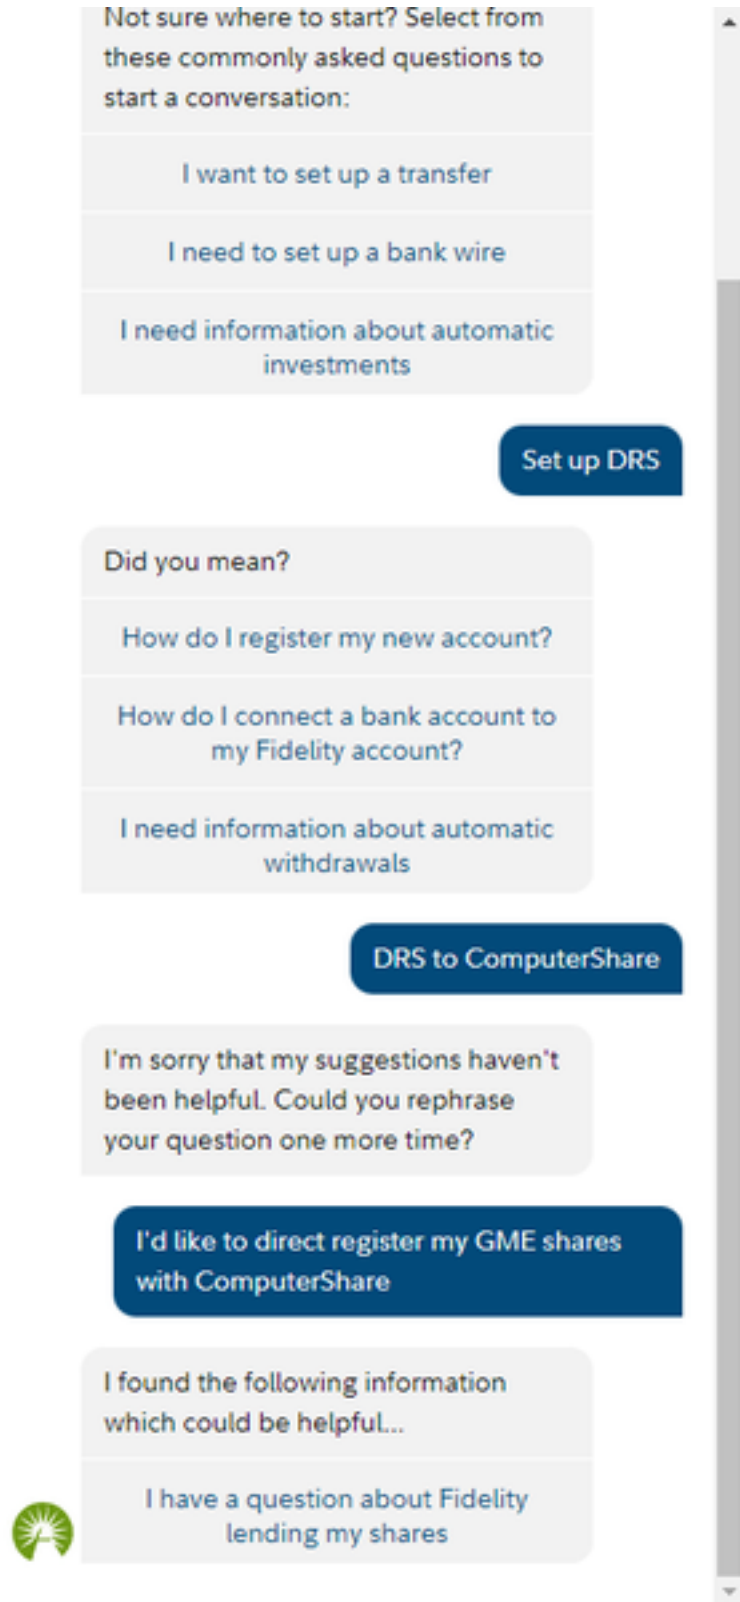 Not sure where to start? Select from
these commonly asked questions to
start a conversation:
I want to set up a transfer
I need to set up a bank wire
I need information about automatic
investments
Set up DRS
Did you mean?
How do I register my new account?
How do I connect a bank account to
my Fidelity account?
I need information about automatic
withdrawals
DRS to ComputerShare
I'm sorry that my suggestions haven't
been helpful. Could you rephrase
your question one more time?
I'd like to direct register my GME shares
with ComputerShare
I found the following information
which could be helpful...
I have a question about Fidelity
lending my shares